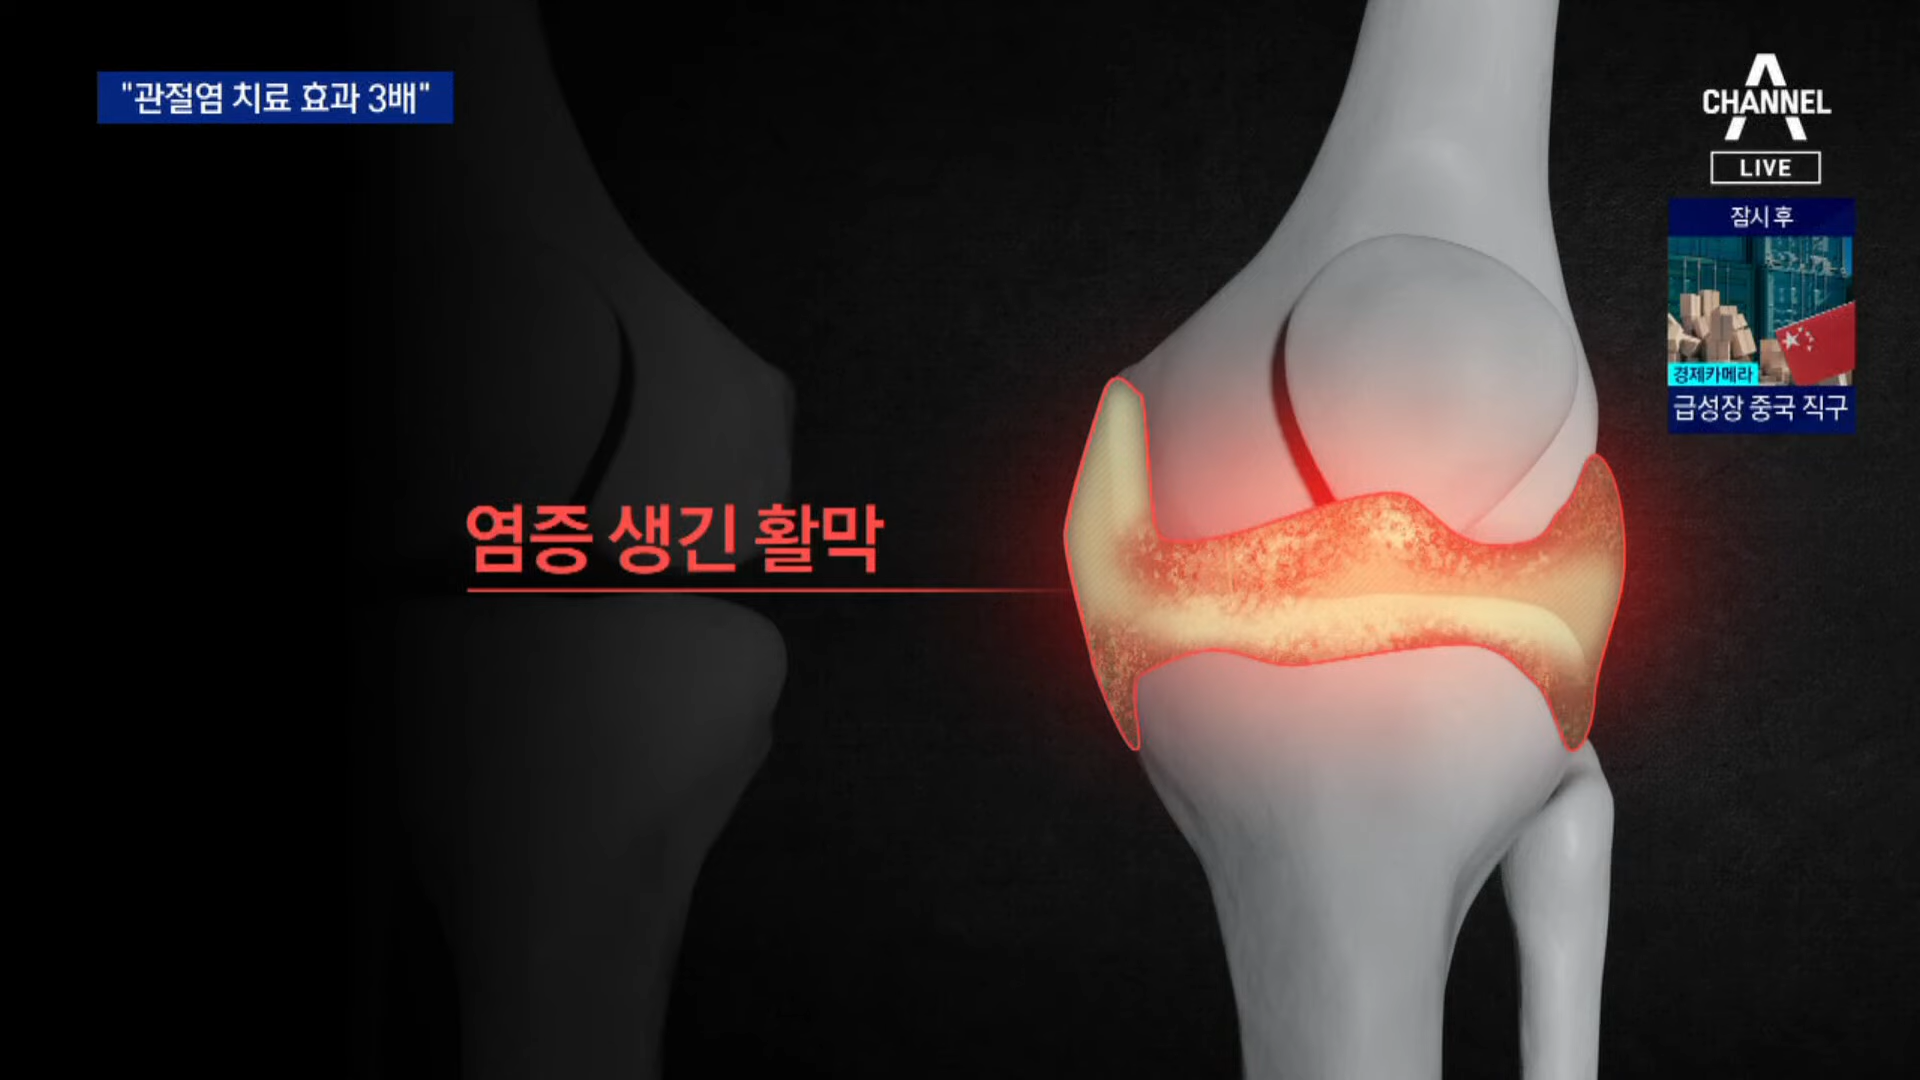 "관절염 치료 효과 3배"
CHANNEL A
LIVE
잠시 후
경제카메라
급성장 중국 직구
염증 생긴 활막